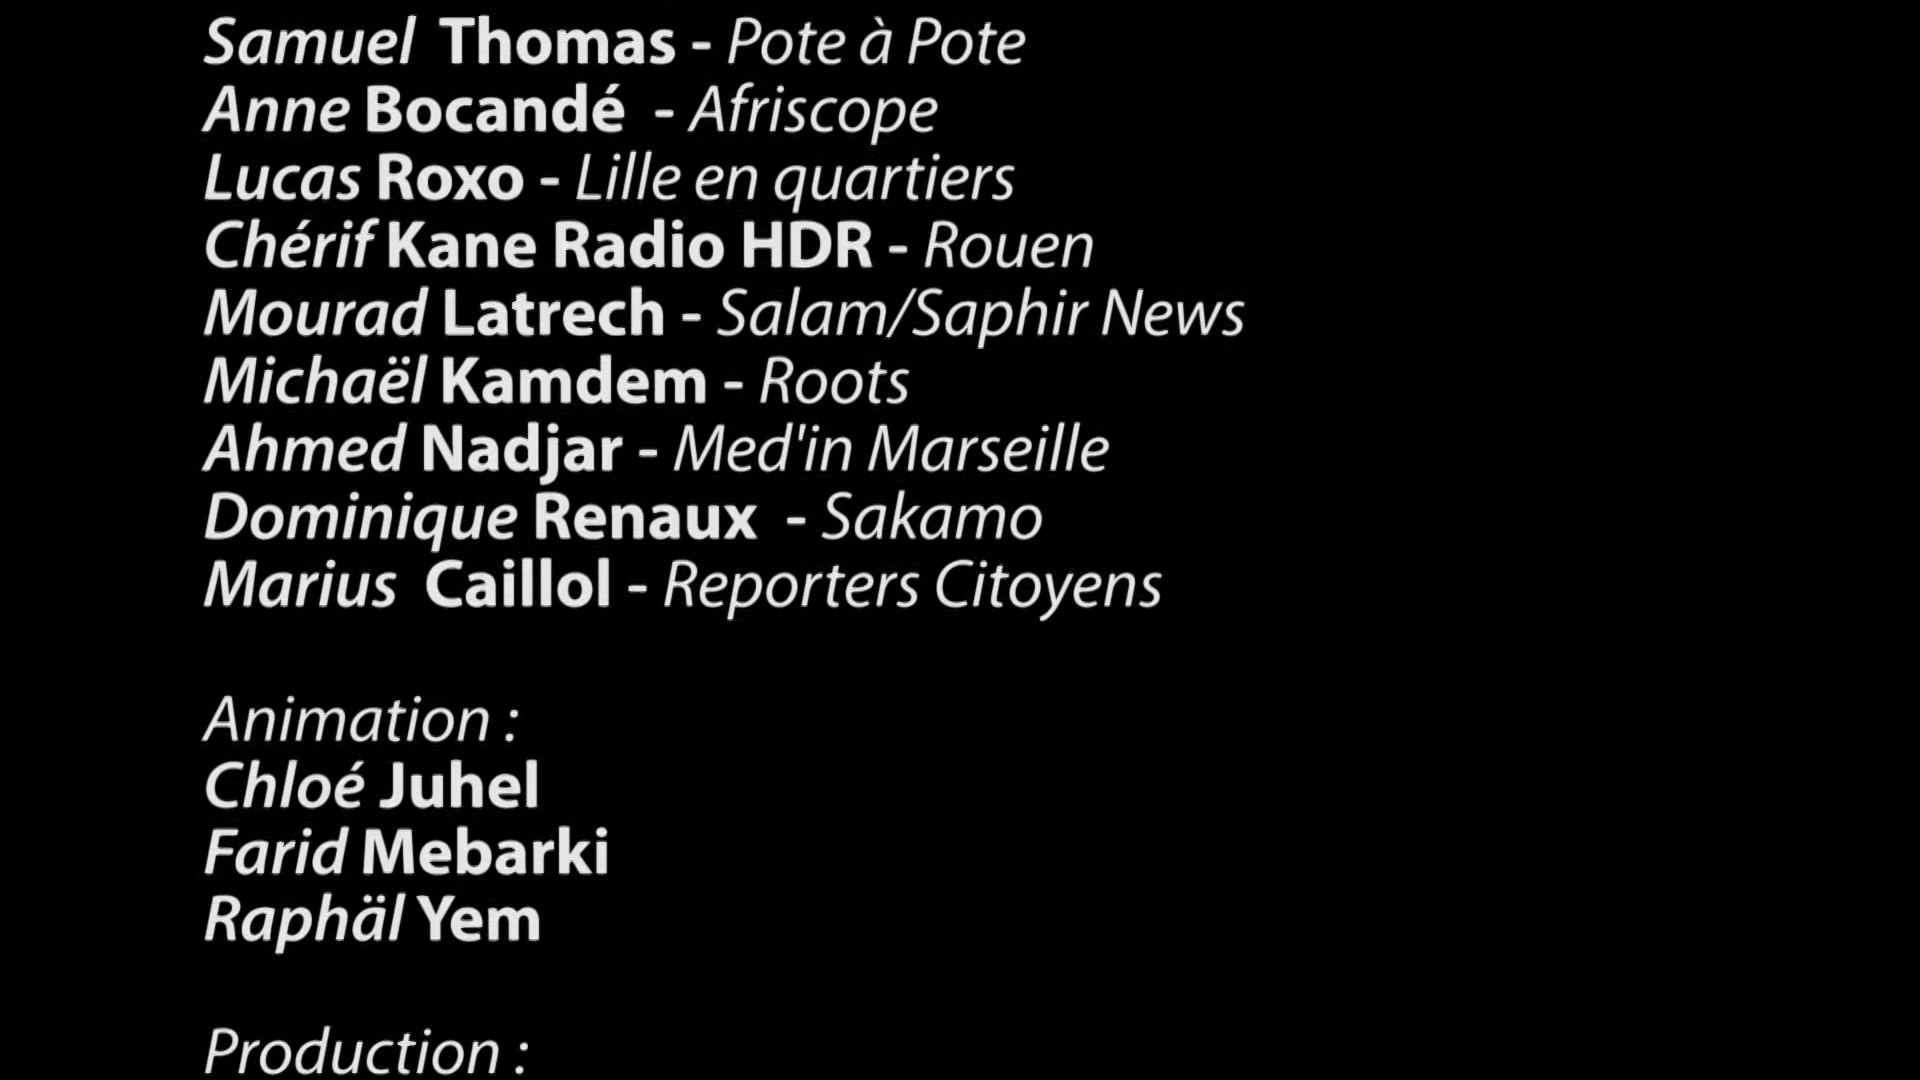 Samuel Thomas - Pote à Pote
Anne Bocandé - Afriscope
Lucas Roxo - Lille en quartiers
Chérif Kane Radio HDR - Rouen
Mourad Latrech - Salam/Saphir News
Michaël Kamdem - Roots
Ahmed Nadjar - Med'in Marseille
Dominique Renaux - Sakamo
Marius Caillol - Reporters Citoyens
Animation :
Chloé Juhel
Farid Mebarki
Raphäl Yem
Production :